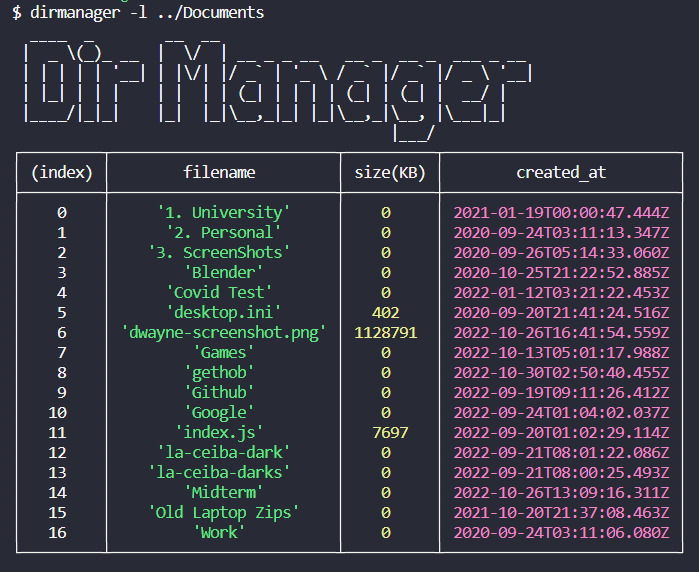 $ dirmanager -l ../Documents
Dir Manager
(index) filename size(KB) created_at
0 '1. University' 0 2021-01-19T00:00:47.444Z
1 '2. Personal' 0 2020-09-24T03:11:13.347Z
2 '3. ScreenShots' 0 2020-09-26T05:14:33.060Z
3 'Blender' 0 2020-10-25T21:22:52.885Z
4 'Covid Test' 0 2022-01-12T03:21:22.453Z
5 'desktop.ini' 402 2020-09-20T21:41:24.516Z
6 'dwayne-screenshot.png' 1128791 2022-10-26T16:41:54.559Z
7 'Games' 0 2022-10-13T05:01:17.988Z
8 'gethob' 0 2022-10-30T02:50:40.455Z
9 'Github' 0 2022-09-19T09:11:26.412Z
10 'Google' 0 2022-09-24T01:04:02.037Z
11 'index.js' 7697 2022-09-20T01:02:29.114Z
12 'la-ceiba-dark' 0 2022-09-21T08:01:22.086Z
13 'la-ceiba-darks' 0 2022-09-21T08:00:25.493Z
14 'Midterm' 0 2022-10-26T13:09:16.311Z
15 'Old Laptop Zips' 0 2021-10-20T21:37:08.463Z
16 'Work' 0 2020-09-24T03:11:06.080Z